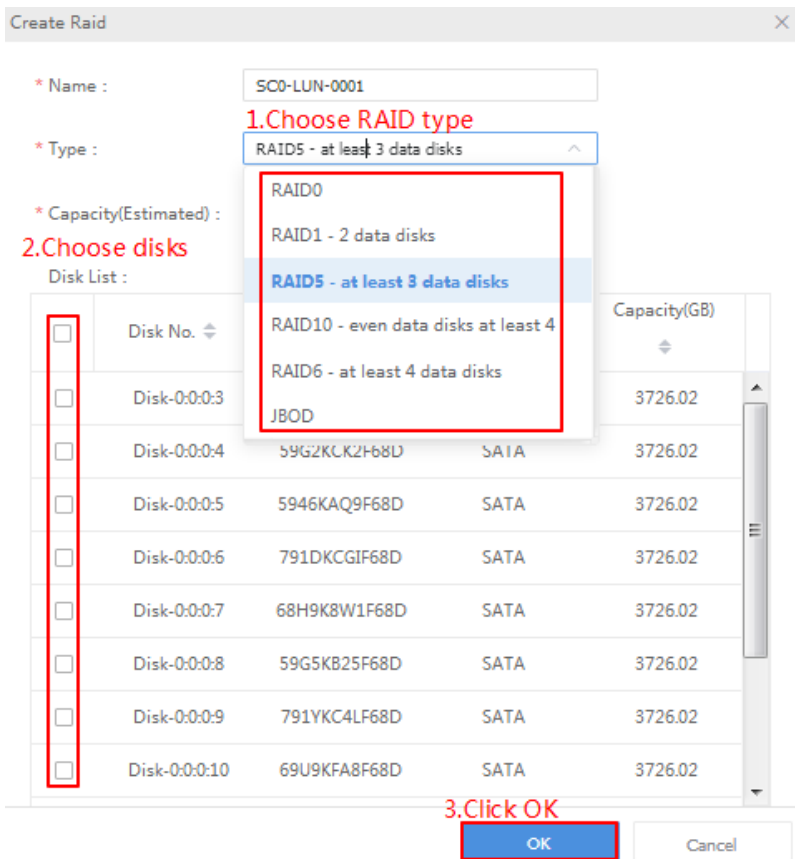 Create Raid
* Name :
SC0-LUN-0001
1.Choose RAID type
* Type :
RAID5 - at least 3 data disks
RAID0
* Capacity(Estimated) :
RAID1 - 2 data disks
2.Choose disks
Disk List :
RAID5 - at least 3 data disks
RAID10 - even data disks at least 4
RAID6 - at least 4 data disks
JBOD
Disk No. Capacity(GB)
Disk-0:0:0:3 3726.02
Disk-0:0:0:4 59G2KCK2F68D SATA 3726.02
Disk-0:0:0:5 5946KAQ9F68D SATA 3726.02
Disk-0:0:0:6 791DKCGIF68D SATA 3726.02
Disk-0:0:0:7 68H9K8W1F68D SATA 3726.02
Disk-0:0:0:8 59G5KB25F68D SATA 3726.02
Disk-0:0:0:9 791YKC4LF68D SATA 3726.02
Disk-0:0:0:10 69U9KFA8F68D SATA 3726.02
3.Click OK
OK Cancel